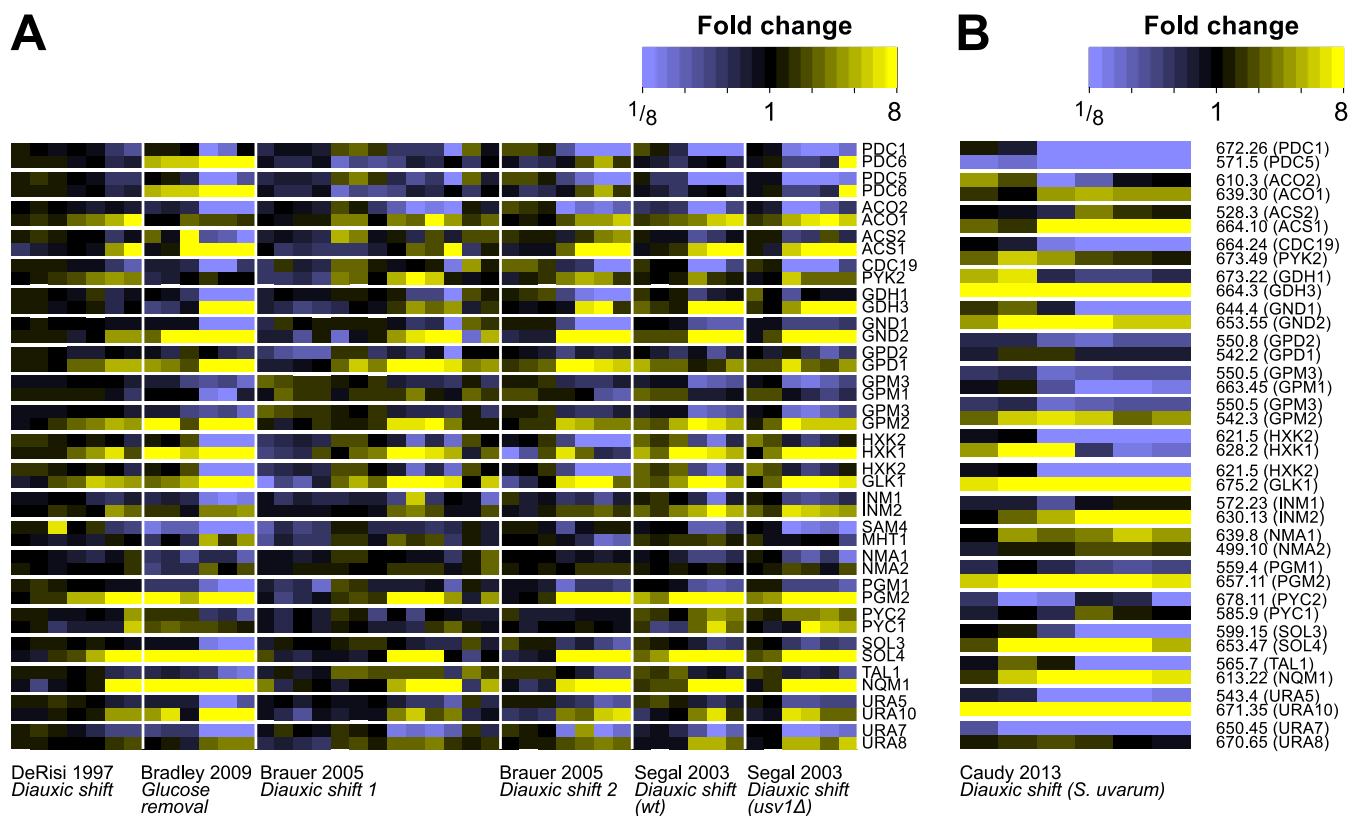 A
Fold change
1/8
1
8
B
Fold change
1/8
1
8
PDC1
PDC6
PDC5
PDC6
ACO2
ACO1
ACS2
ACS1
CDC19
PYK2
GDH1
GDH3
GND1
GND2
GPD2
GPD1
GPM3
GPM1
GPM3
GPM2
HXK2
HXK1
HXK2
GLK1
INM1
INM2
SAM4
MHT1
NMA1
NMA2
PGM1
PGM2
PYC2
PYC1
SOL3
SOL4
TAL1
NQM1
URA5
URA10
URA7
URA8
DeRisi 1997
Diauxic shift
Bradley 2009
Glucose
removal
Brauer 2005
Diauxic shift 1
Brauer 2005
Diauxic shift 2
Segal 2003
Diauxic shift
(wt)
Segal 2003
Diauxic shift
(usv1Δ)
672.26 (PDC1)
571.5 (PDC5)
610.3 (ACO2)
639.30 (ACO1)
528.3 (ACS2)
664.10 (ACS1)
664.24 (CDC19)
673.49 (PYK2)
673.22 (GDH1)
664.3 (GDH3)
644.4 (GND1)
653.55 (GND2)
550.8 (GPD2)
542.2 (GPD1)
550.5 (GPM3)
663.45 (GPM1)
550.5 (GPM3)
542.3 (GPM2)
621.5 (HXK2)
628.2 (HXK1)
621.5 (HXK2)
675.2 (GLK1)
572.23 (INM1)
630.13 (INM2)
639.8 (NMA1)
499.10 (NMA2)
559.4 (PGM1)
657.11 (PGM2)
678.11 (PYC2)
585.9 (PYC1)
599.15 (SOL3)
653.47 (SOL4)
565.7 (TAL1)
613.22 (NQM1)
543.4 (URA5)
671.35 (URA10)
650.45 (URA7)
670.65 (URA8)
Caudy 2013
Diauxic shift (S. uvarum)